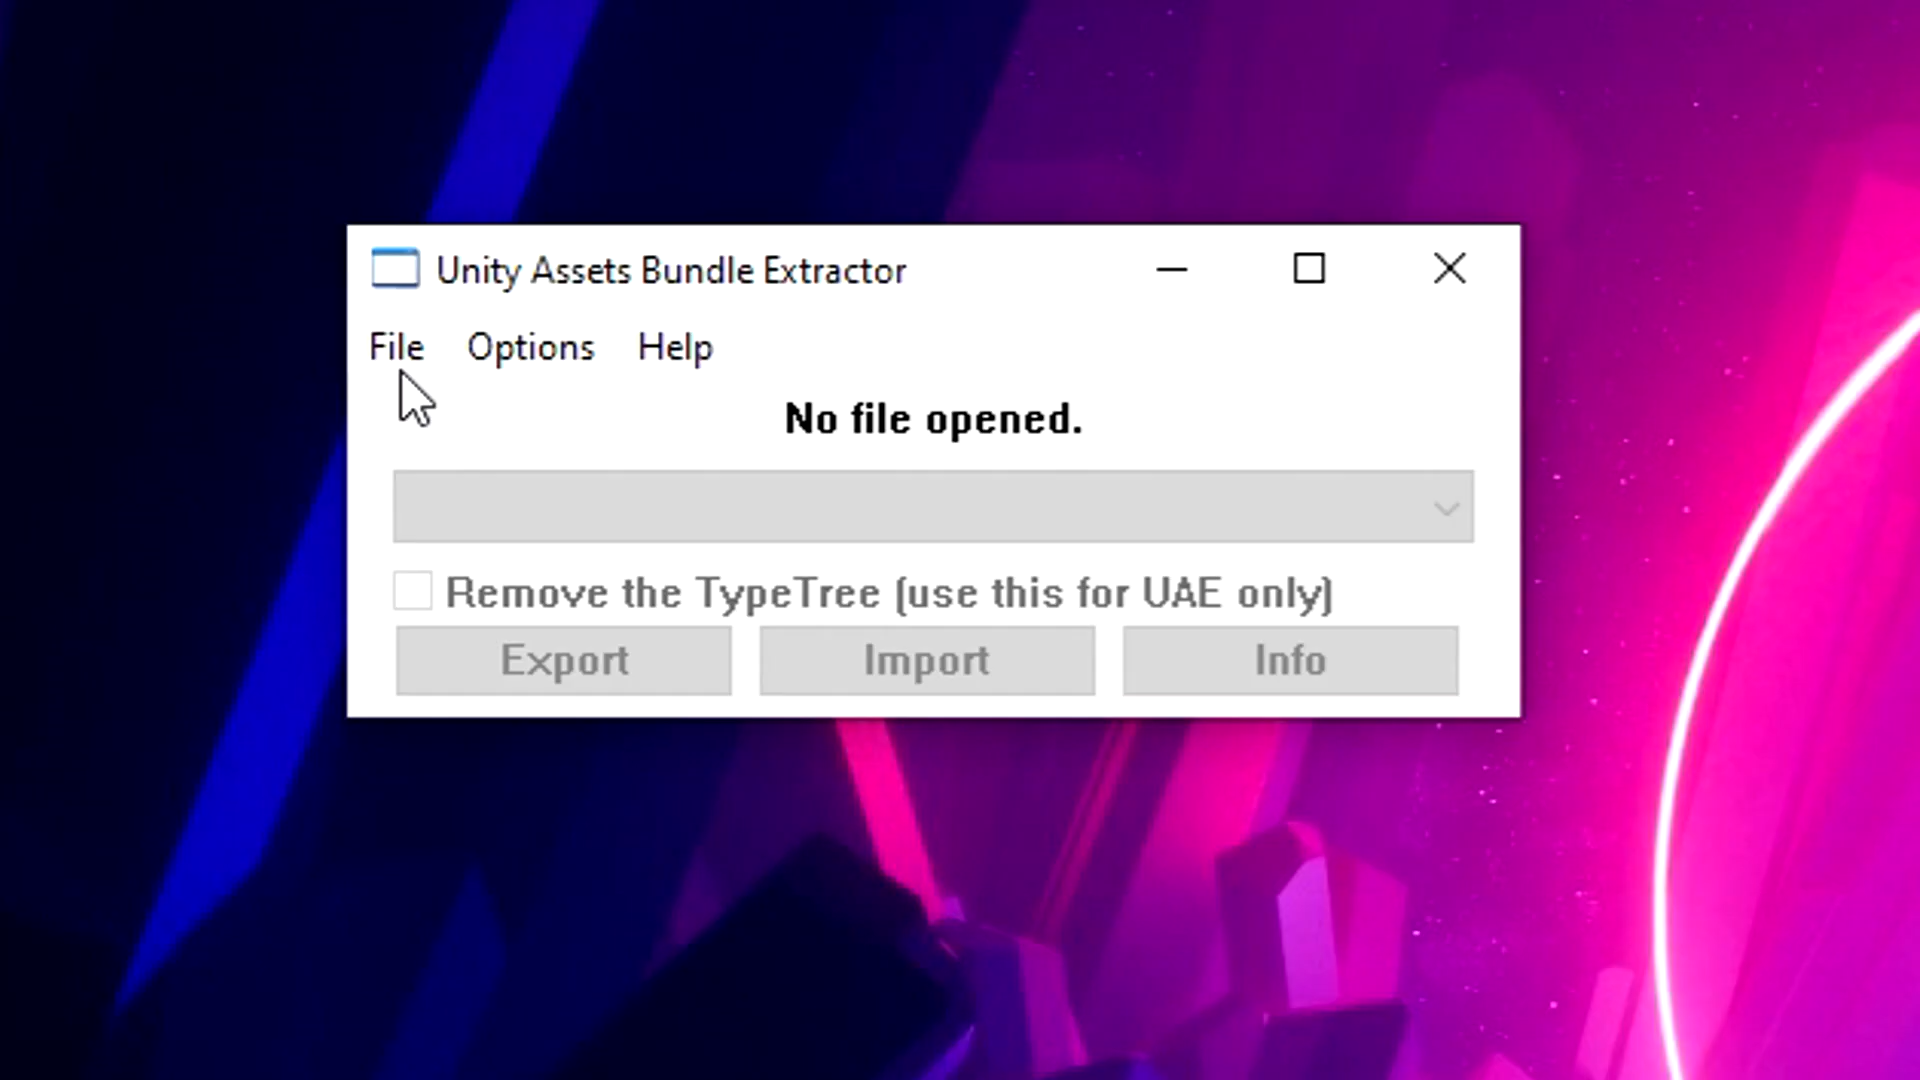 Unity Assets Bundle Extractor
File Options Help
No file opened.
Remove the TypeTree (use this for UAE only)
Export Import Info